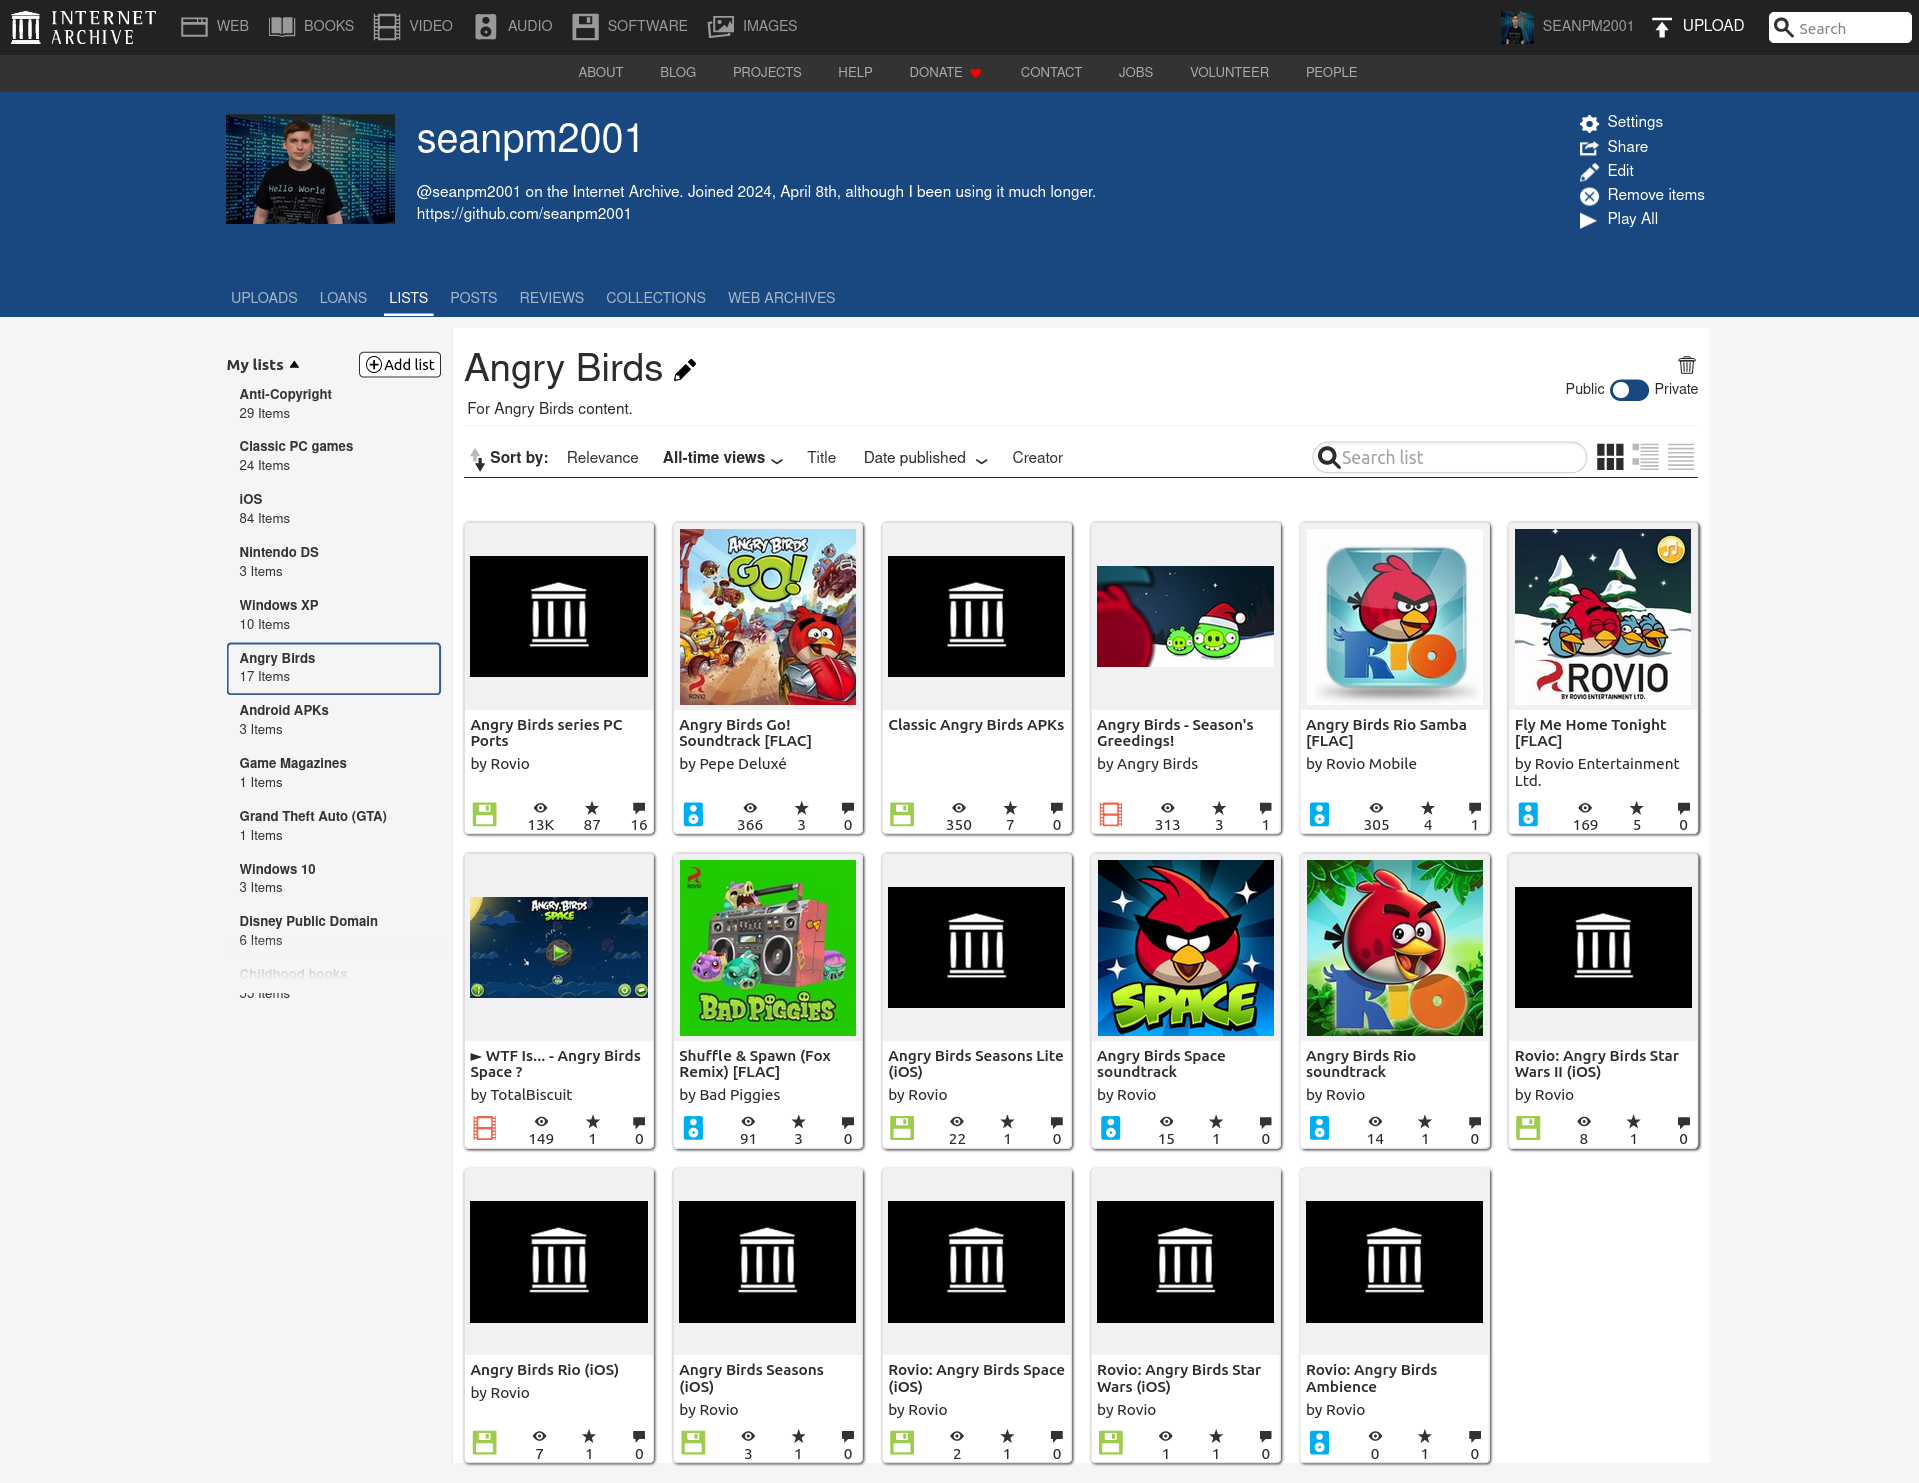 INTERNET ARCHIVE
WEB BOOKS VIDEO AUDIO SOFTWARE IMAGES
SEANPM2001 UPLOAD Search
ABOUT BLOG PROJECTS HELP DONATE CONTACT JOBS VOLUNTEER PEOPLE
Hello World
seanpm2001
@seanpm2001 on the Internet Archive. Joined 2024, April 8th, although I been using it much longer.
https://github.com/seanpm2001
Settings
Share
Edit
Remove items
Play All
UPLOADS LOANS LISTS POSTS REVIEWS COLLECTIONS WEB ARCHIVES
My lists Add list
Anti-Copyright
29 Items
Classic PC games
24 Items
iOS
84 Items
Nintendo DS
3 Items
Windows XP
10 Items
Angry Birds
17 Items
Android APKs
3 Items
Game Magazines
1 Items
Grand Theft Auto (GTA)
1 Items
Windows 10
3 Items
Disney Public Domain
6 Items
Childhood books
Items
Angry Birds
Public Private
For Angry Birds content.
Sort by: Relevance All-time views Title Date published Creator Search list
ANGRY BIRDS
GO!
ROVIO
RIO
ROVIO
BY ROVIO ENTERTAINMENT LTD.
Angry Birds series PC
Ports
by Rovio
13K 87 16
Angry Birds Go!
Soundtrack [FLAC]
by Pepe Deluxé
366 3 0
Classic Angry Birds APKs
350 7 0
Angry Birds - Season's
Greedings!
by Angry Birds
313 3 1
Angry Birds Rio Samba
[FLAC]
by Rovio Mobile
305 4 1
Fly Me Home Tonight
[FLAC]
by Rovio Entertainment
Ltd.
169 5 0
ANGRY BIRDS
SPACE
ROVIO
BAD PIGGIES
SPACE
RIO
► WTF Is... - Angry Birds
Space ?
by TotalBiscuit
149 1 0
Shuffle & Spawn (Fox
Remix) [FLAC]
by Bad Piggies
91 3 0
Angry Birds Seasons Lite
(iOS)
by Rovio
22 1 0
Angry Birds Space
soundtrack
by Rovio
15 1 0
Angry Birds Rio
soundtrack
by Rovio
14 1 0
Rovio: Angry Birds Star
Wars II (iOS)
by Rovio
8 1 0
Angry Birds Rio (iOS)
by Rovio
7 1 0
Angry Birds Seasons
(iOS)
by Rovio
3 1 0
Rovio: Angry Birds Space
(iOS)
by Rovio
2 1 0
Rovio: Angry Birds Star
Wars (iOS)
by Rovio
1 1 0
Rovio: Angry Birds
Ambience
by Rovio
0 1 0